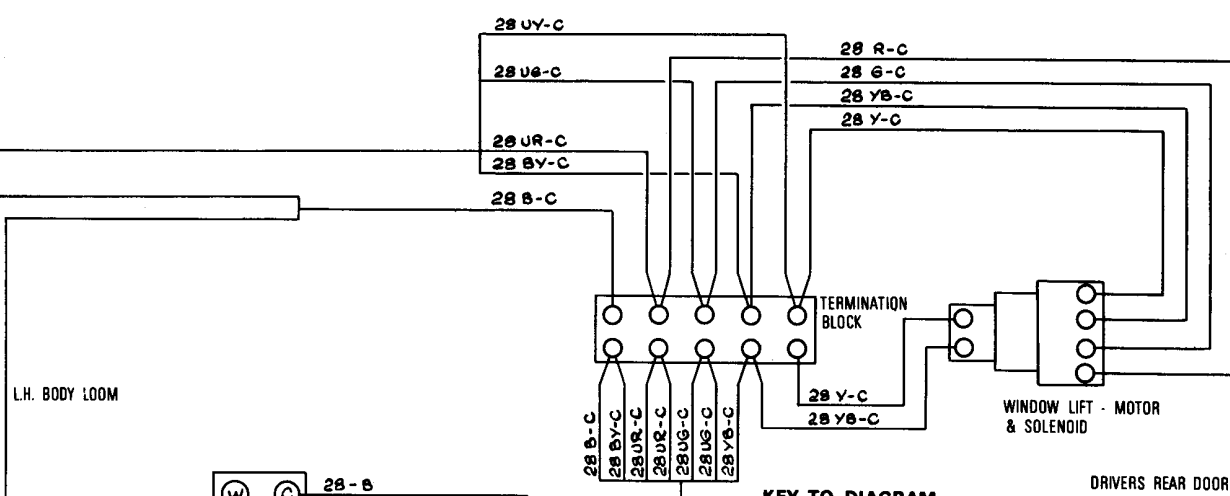 28 UY-C
28 R-C
28 UG-C
28 G-C
28 YB-C
28 Y-C
28 UR-C
28 BY-C
28 B-C
TERMINATION
BLOCK
L.H. BODY LOOM
28 Y-C
28 YB-C
WINDOW LIFT - MOTOR
& SOLENOID
28 B-C
28 BY-C
28 UR-C
28 UR-C
28 UG-C
28 UG-C
28 YB-C
W
C
28-B
KEY TO DIAGRAM
DRIVERS REAR DOOR